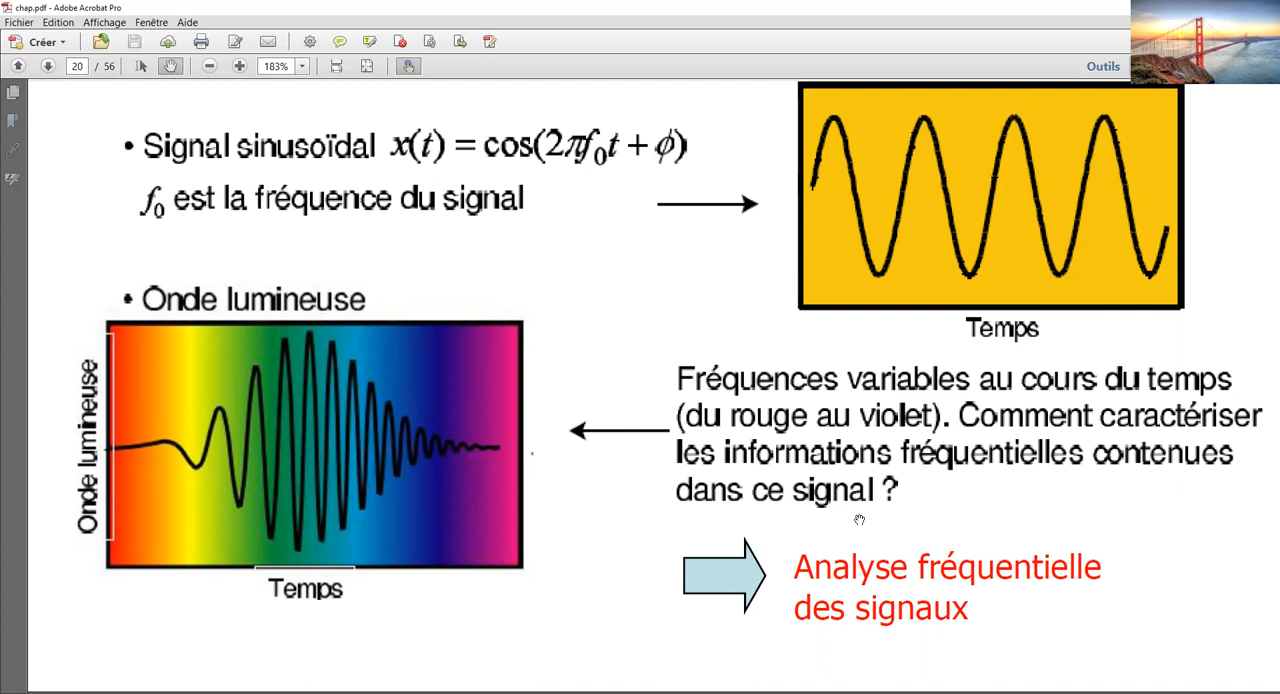 chap.pdf - Adobe Acrobat Pro
Fichier Edition Affichage Fenêtre Aide
Créer
20 / 56 183% Outils
• Signal sinusoïdal x(t) = cos(2πf₀t + ϕ)
f₀ est la fréquence du signal
Temps
• Onde lumineuse
Onde lumineuse
Temps
Fréquences variables au cours du temps
(du rouge au violet). Comment caractériser
les informations fréquentielles contenues
dans ce signal ?
Analyse fréquentielle
des signaux